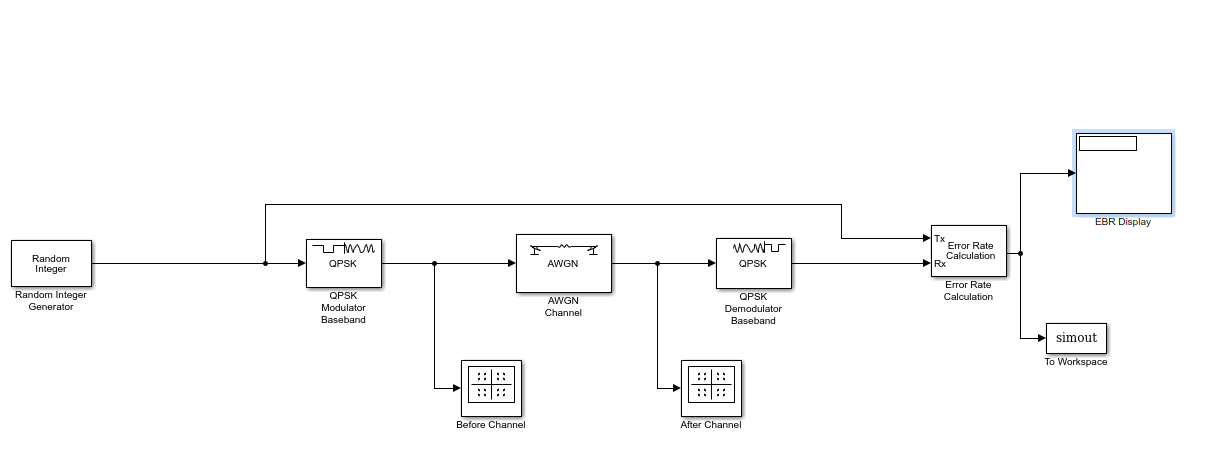 EBR Display
Random
Integer
Random Integer
Generator
QPSK
QPSK
Modulator
Baseband
AWGN
AWGN
Channel
QPSK
QPSK
Demodulator
Baseband
Tx
Rx
Error Rate
Calculation
Error Rate
Calculation
simout
To Workspace
Before Channel
After Channel